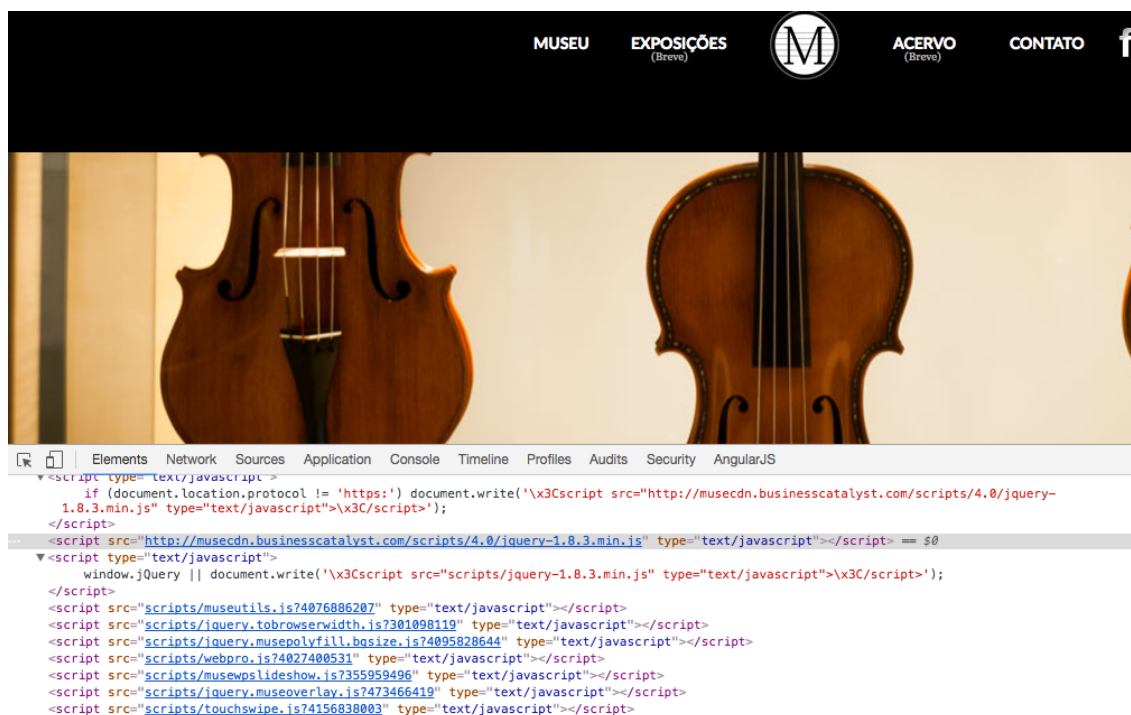 MUSEU EXPOSIÇÕES M ACERVO CONTATO f
(Breve) (Breve)
Elements Network Sources Application Console Timeline Profiles Audits Security AngularJS
▼<script type="text/javascript">
if (document.location.protocol != 'https:') document.write('\x3Cscript src="http://musecdn.businesscatalyst.com/scripts/4.0/jquery-
1.8.3.min.js" type="text/javascript">\x3C/script>');
</script>
... <script src="http://musecdn.businesscatalyst.com/scripts/4.0/jquery-1.8.3.min.js" type="text/javascript"></script> == $0
▼<script type="text/javascript">
window.jQuery || document.write('\x3Cscript src="scripts/jquery-1.8.3.min.js" type="text/javascript">\x3C/script>');
</script>
<script src="scripts/museutils.js?4076886207" type="text/javascript"></script>
<script src="scripts/jquery.tobrowserwidth.js?301098119" type="text/javascript"></script>
<script src="scripts/jquery.musepolyfill.bgsize.js?4095828644" type="text/javascript"></script>
<script src="scripts/webpro.js?4027400531" type="text/javascript"></script>
<script src="scripts/musewpslideshow.js?355959496" type="text/javascript"></script>
<script src="scripts/jquery.museoverlay.js?473466419" type="text/javascript"></script>
<script src="scripts/touchswipe.js?4156838003" type="text/javascript"></script>